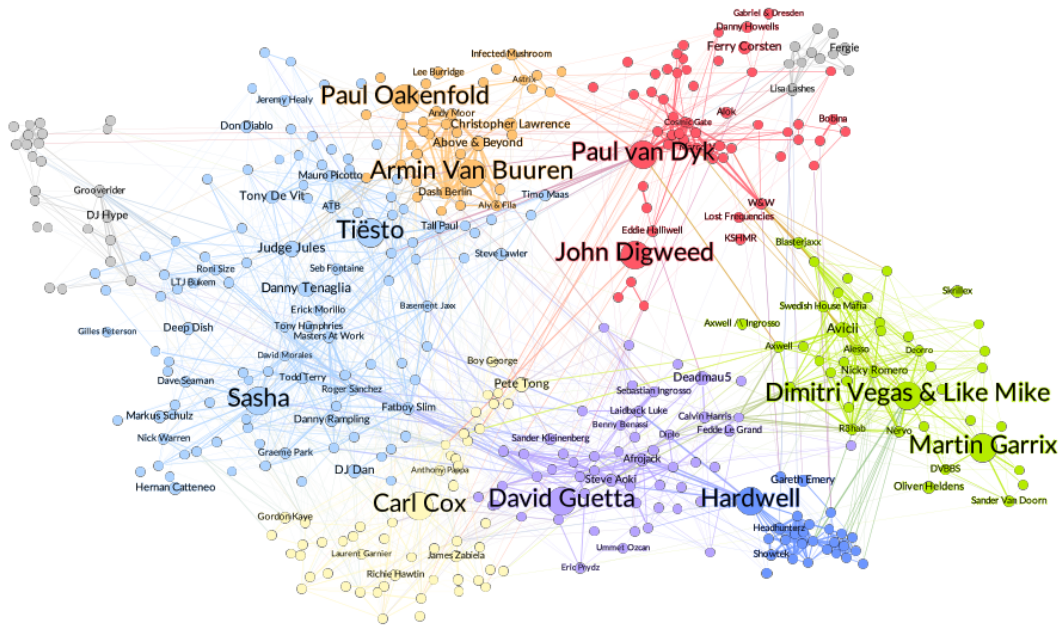 Gabriel & Dresden
Danny Howells
Ferry Corsten
Fergie
Infected Mushroom
Lee Burridge
Astrix
Lisa Lashes
Paul Oakenfold
Jeremy Healy
Andy Moor
Alok
Don Diablo
Christopher Lawrence
Cosmic Gate
Bobina
Above & Beyond
Paul van Dyk
Mauro Picotto
Armin Van Buuren
Grooverider
Tony De Vit
Dash Berlin
Timo Maas
ATB
Aly & Fila
W&W
DJ Hype
Lost Frequencies
Tiësto
Tall Paul
Eddie Halliwell
KSHMR
Judge Jules
Steve Lawler
John Digweed
Blasterjaxx
Roni Size
Seb Fontaine
LTJ Bukem
Danny Tenaglia
Skrillex
Erick Morillo
Basement Jaxx
Swedish House Mafia
Gilles Peterson
Deep Dish
Tony Humphries
Masters At Work
Axwell /\ Ingrosso
Avicii
David Morales
Axwell
Alesso
Deorro
Boy George
Dave Seaman
Todd Terry
Pete Tong
Deadmau5
Nicky Romero
Roger Sanchez
Sebastian Ingrosso
Sasha
Dimitri Vegas & Like Mike
Markus Schulz
Danny Rampling
Fatboy Slim
Laidback Luke
Calvin Harris
Benny Benassi
Fedde Le Grand
R3hab
Nervo
Nick Warren
Sander Kleinenberg
Diplo
Martin Garrix
Graeme Park
Afrojack
DJ Dan
Anthony Pappa
Steve Aoki
Gareth Emery
DVBBS
Hernan Catteneo
Oliver Heldens
Carl Cox
David Guetta
Hardwell
Sander Van Doorn
Gordon Kaye
Headhunterz
Laurent Garnier
James Zabiela
Ummet Ozcan
Showtek
Richie Hawtin
Eric Prydz